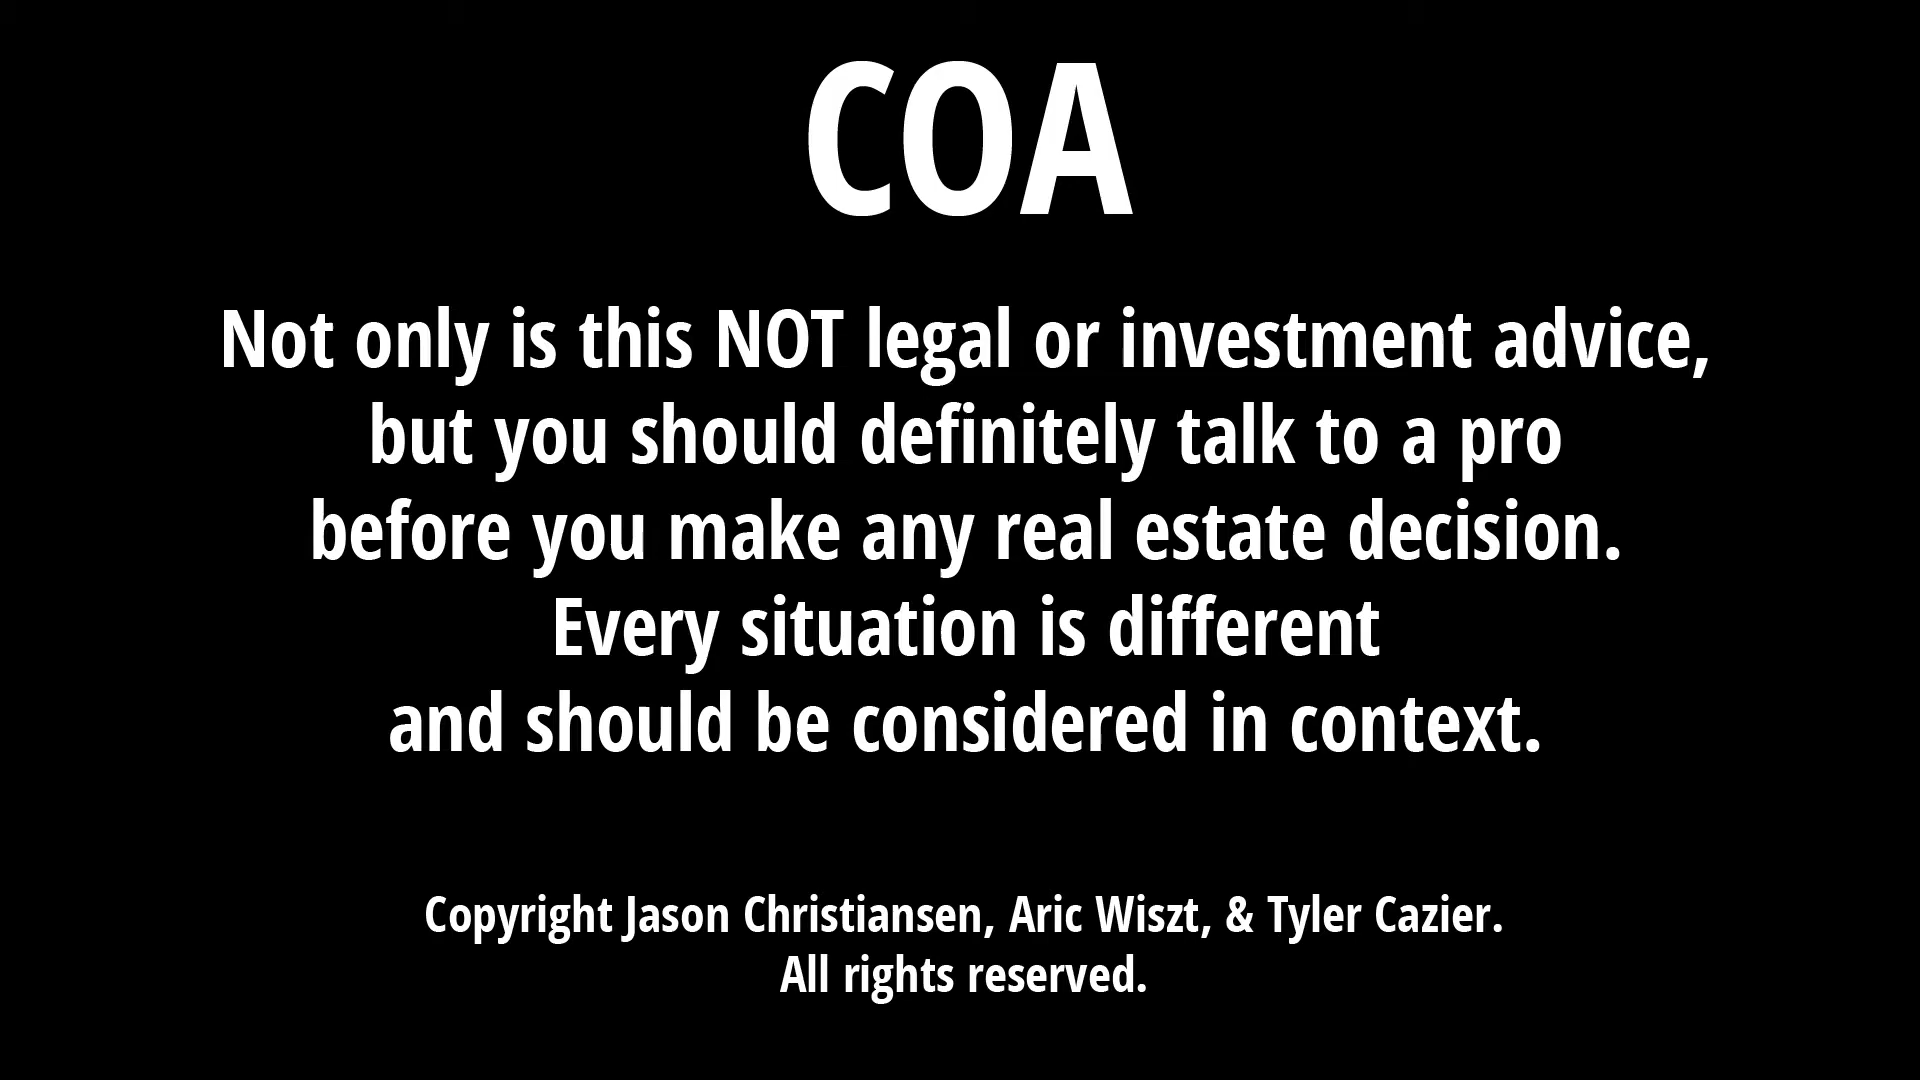 COA
Not only is this NOT legal or investment advice,
but you should definitely talk to a pro
before you make any real estate decision.
Every situation is different
and should be considered in context.
Copyright Jason Christiansen, Aric Wiszt, & Tyler Cazier.
All rights reserved.